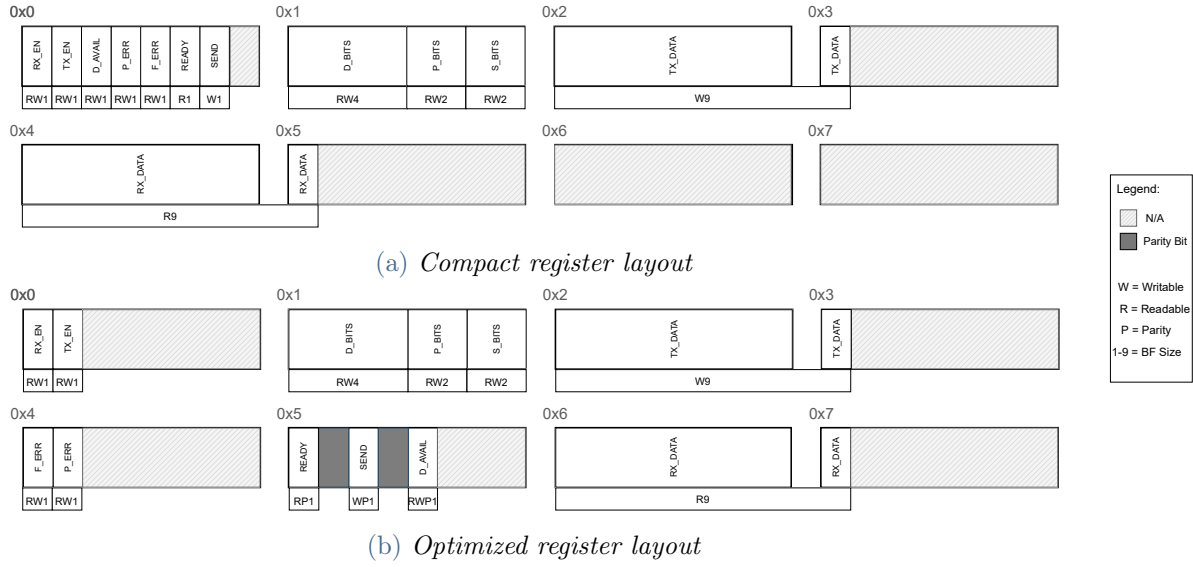 0x0 0x1 0x2 0x3
RX_EN TX_EN D_AVAIL P_ERR F_ERR READY SEND D_BITS P_BITS S_BITS TX_DATA TX_DATA
RW1 RW1 RW1 RW1 RW1 R1 W1 RW4 RW2 RW2 W9
0x4 0x5 0x6 0x7
RX_DATA RX_DATA
R9
(a) Compact register layout
0x0 0x1 0x2 0x3
RX_EN TX_EN D_BITS P_BITS S_BITS TX_DATA TX_DATA
RW1 RW1 RW4 RW2 RW2 W9
0x4 0x5 0x6 0x7
F_ERR P_ERR READY SEND D_AVAIL RX_DATA RX_DATA
RW1 RW1 RP1 WP1 RWP1 R9
(b) Optimized register layout
Legend:
N/A
Parity Bit
W = Writable
R = Readable
P = Parity
1-9 = BF Size